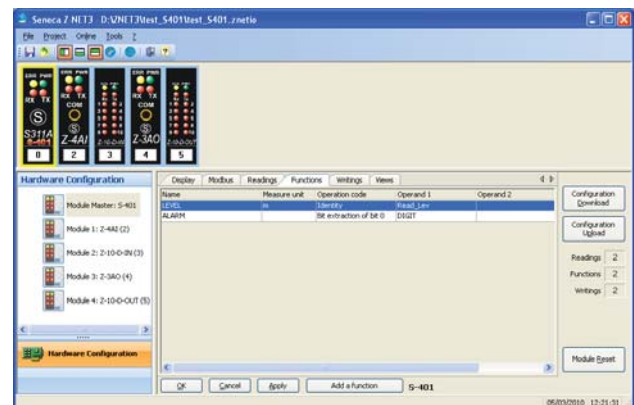 Seneca Z NET3 D:\ZNET3\test_S401\test_S401.znetio
File Project Online Tools ?
ERR PWR
RX TX
COM
S311A
S-401
Z-4AI
Z-10-D-IN
Z-3AO
Z-10-D-OUT
0 2 3 4 5
Hardware Configuration
Module Master: S-401
Module 1: Z-4AI (2)
Module 2: Z-10-D-IN (3)
Module 3: Z-3AO (4)
Module 4: Z-10-D-OUT (5)
Hardware Configuration
Display Modbus Readings Functions Writings Views
Name Measure unit Operation code Operand 1 Operand 2
LEVEL m Identity Read_Lev
ALARM Bit extraction of bit 0 DIGIT
OK Cancel Apply Add a function S-401
Configuration Download
Configuration Upload
Readings 2
Functions 2
Writings 2
Module Reset
05/03/2010 12:21:31